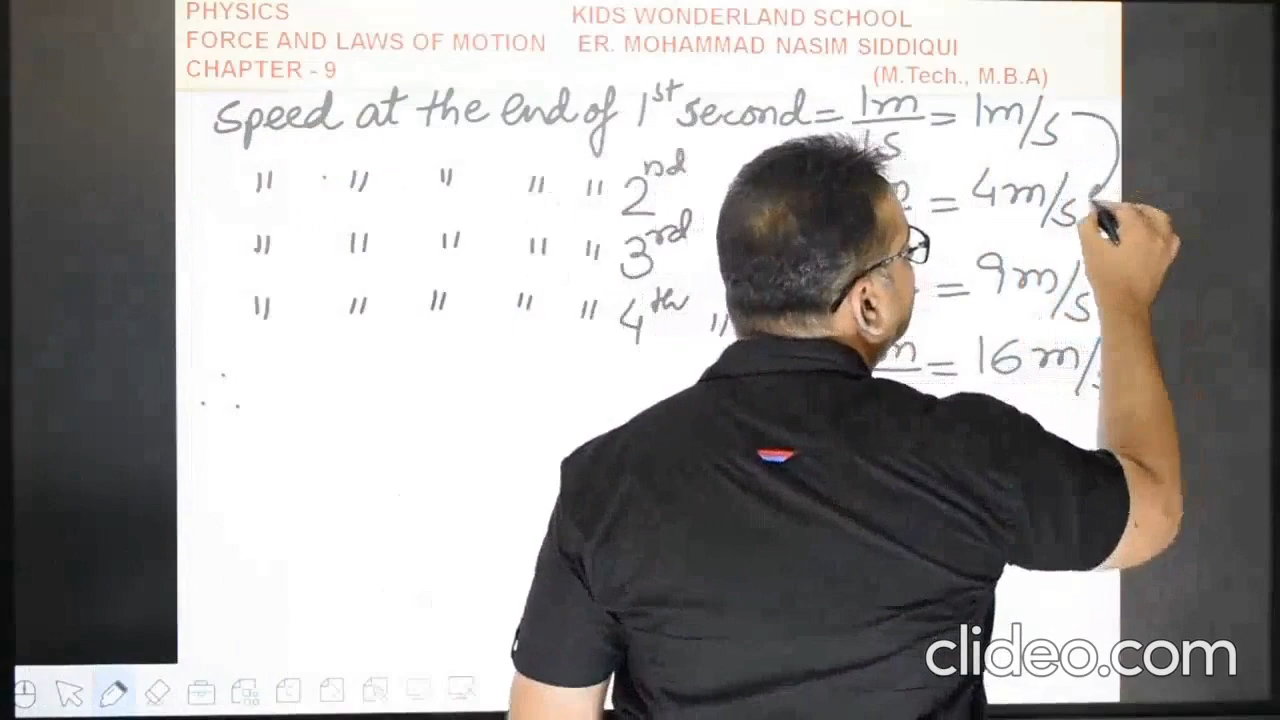 PHYSICS KIDS WONDERLAND SCHOOL
FORCE AND LAWS OF MOTION ER. MOHAMMAD NASIM SIDDIQUI
CHAPTER - 9 (M.Tech., M.B.A)
Speed at the end of 1st second = 1m/1s = 1m/s
" " " " " 2nd = 4m/s
" " " " " 3rd = 9m/s
" " " " " 4th " m = 16m/
clideo.com